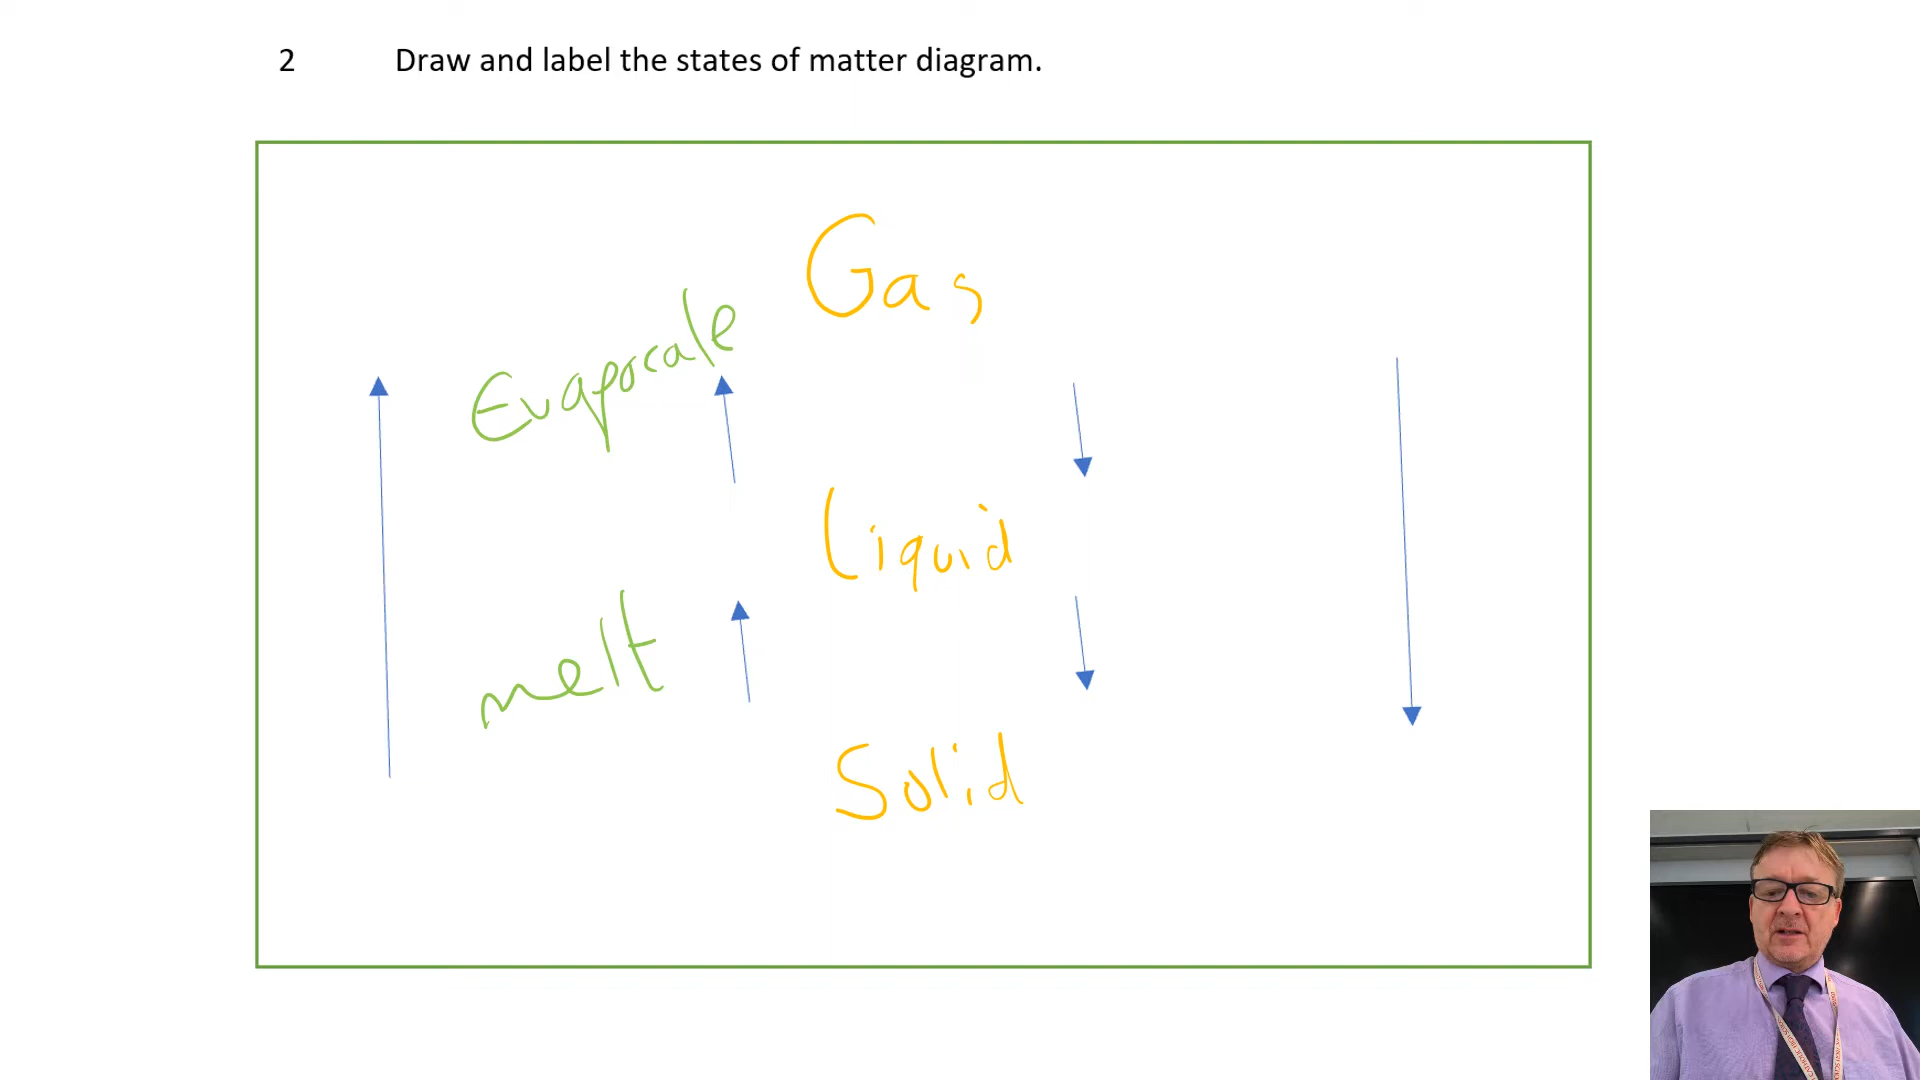 2 Draw and label the states of matter diagram.
Gas
Evaporate
Liquid
melt
Solid